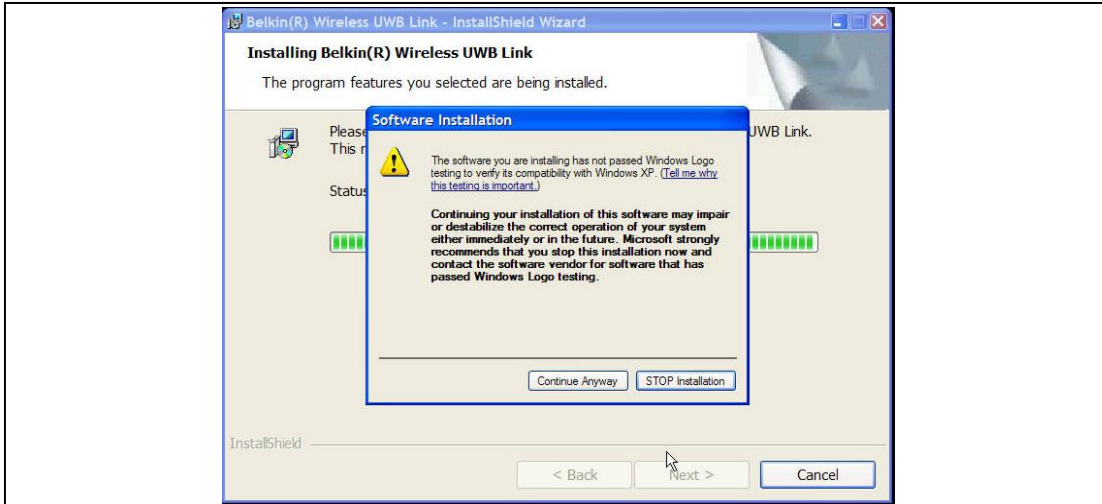 Belkin(R) Wireless UWB Link - InstallShield Wizard
Installing Belkin(R) Wireless UWB Link
The program features you selected are being installed.
Software Installation
Please
UWB Link.
This
The software you are installing has not passed Windows Logo
testing to verify its compatibility with Windows XP. (Tell me why
this testing is important.)
Status
Continuing your installation of this software may impair
or destabilize the correct operation of your system
either immediately or in the future. Microsoft strongly
recommends that you stop this installation now and
contact the software vendor for software that has
passed Windows Logo testing.
Continue Anyway
STOP Installation
InstallShield
< Back
Next >
Cancel